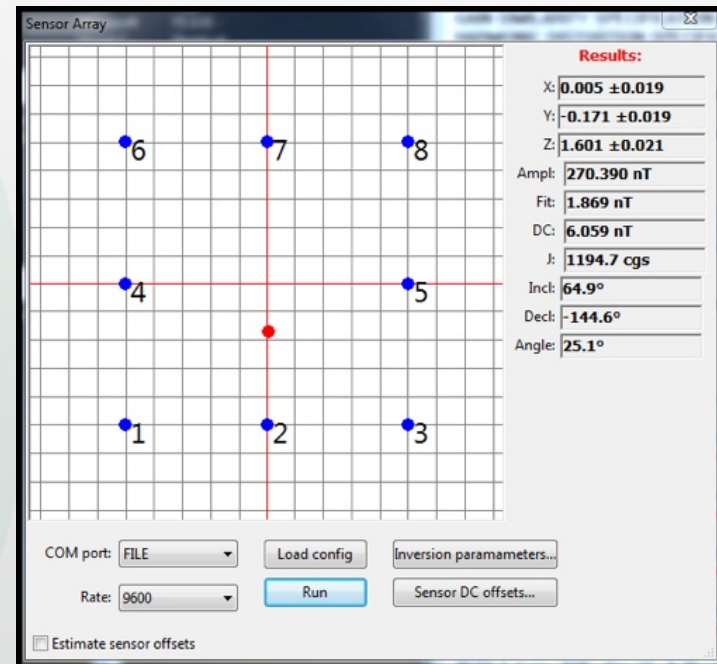 Sensor Array
Results:
X: 0.005 ±0.019
Y: -0.171 ±0.019
Z: 1.601 ±0.021
Ampl: 270.390 nT
Fit: 1.869 nT
DC: 6.059 nT
J: 1194.7 cgs
Incl: 64.9°
Decl: -144.6°
Angle: 25.1°
6 7 8
4 5
1 2 3
COM port: FILE Load config Inversion paramameters...
Rate: 9600 Run Sensor DC offsets...
Estimate sensor offsets